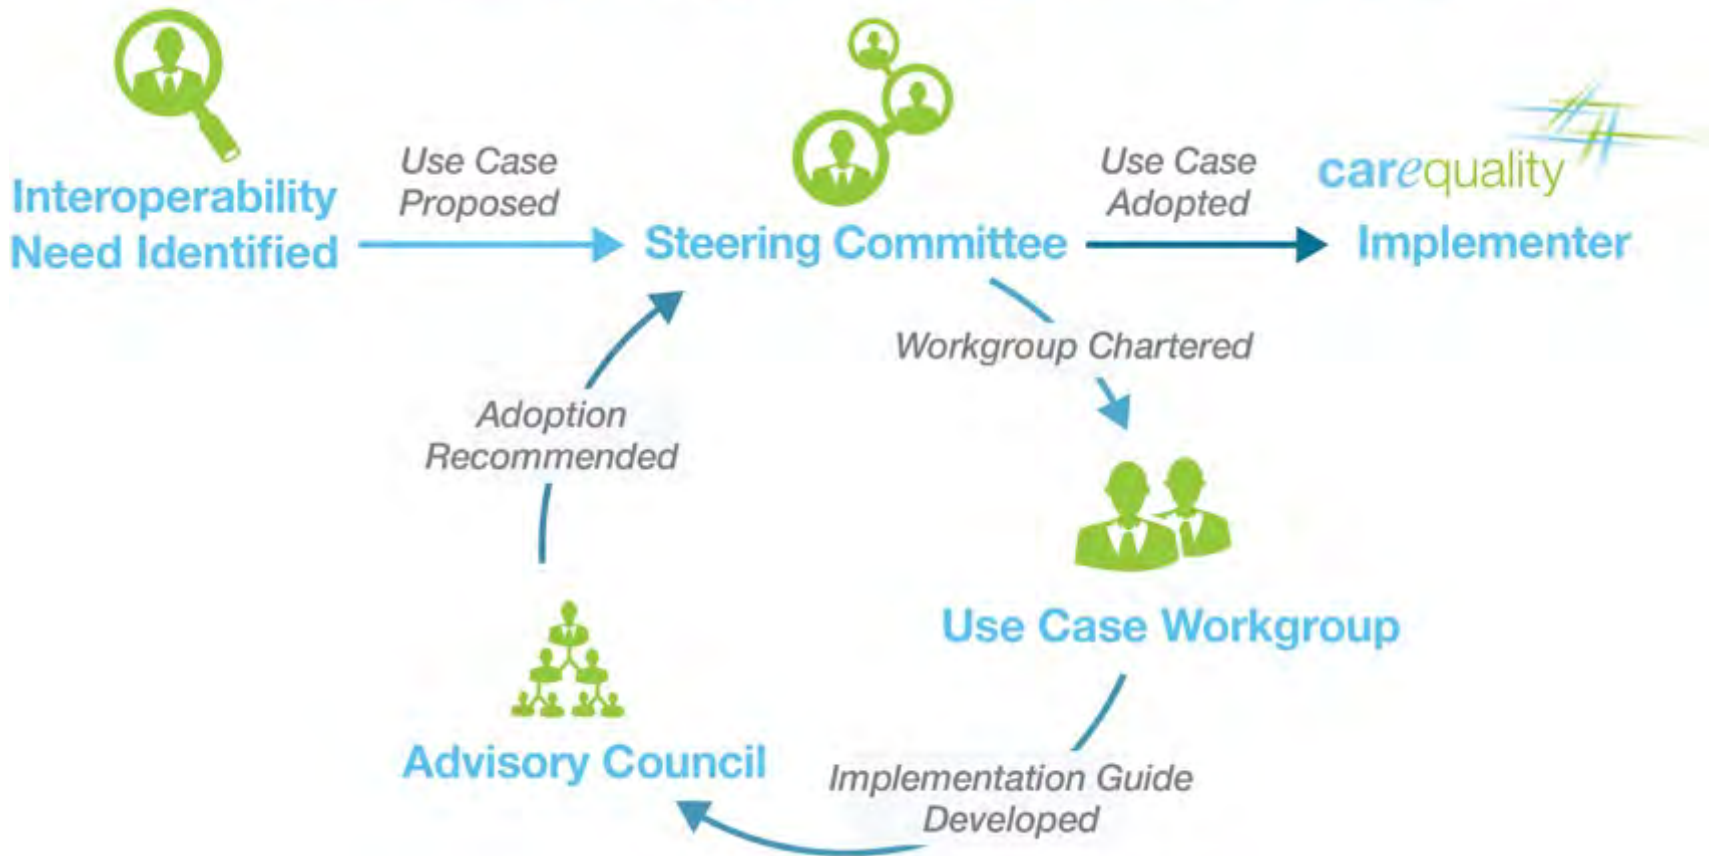 Interoperability
Need Identified
Use Case
Proposed
Steering Committee
Use Case
Adopted
carequality
Implementer
Workgroup Chartered
Use Case Workgroup
Implementation Guide
Developed
Advisory Council
Adoption
Recommended